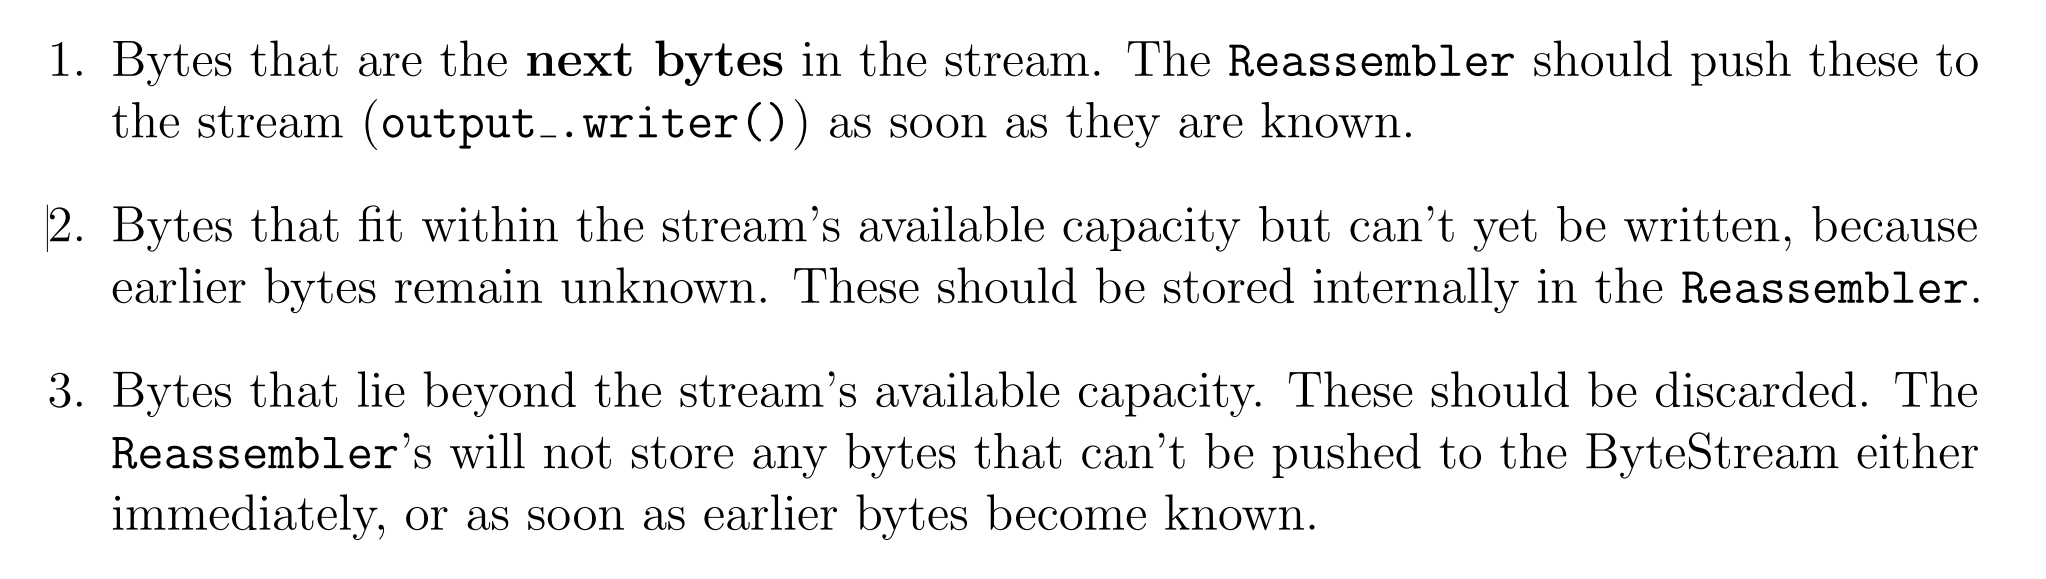 1. Bytes that are the next bytes in the stream. The Reassembler should push these to
the stream (output_.writer()) as soon as they are known.
2. Bytes that fit within the stream's available capacity but can't yet be written, because
earlier bytes remain unknown. These should be stored internally in the Reassembler.
3. Bytes that lie beyond the stream's available capacity. These should be discarded. The
Reassembler's will not store any bytes that can't be pushed to the ByteStream either
immediately, or as soon as earlier bytes become known.